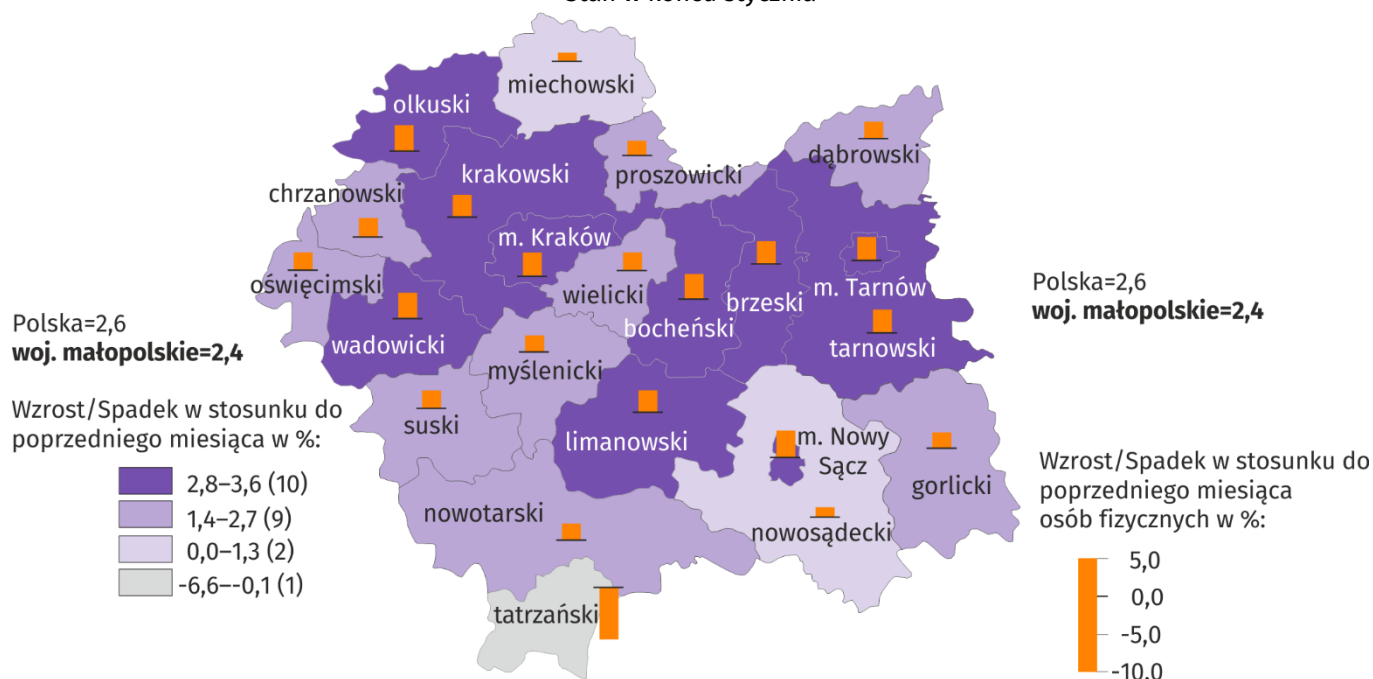 Stan w końcu stycznia
miechowski
olkuski
dąbrowski
krakowski
proszowicki
chrzanowski
m. Kraków
oświęcimski
wielicki
brzeski
m. Tarnów
bocheński
tarnowski
wadowicki
myślenicki
suski
limanowski
m. Nowy
Sącz
gorlicki
nowotarski
nowosądecki
tatrzański
Polska=2,6
woj. małopolskie=2,4
Wzrost/Spadek w stosunku do
poprzedniego miesiąca w %:
2,8–3,6 (10)
1,4–2,7 (9)
0,0–1,3 (2)
-6,6–-0,1 (1)
Polska=2,6
woj. małopolskie=2,4
Wzrost/Spadek w stosunku do
poprzedniego miesiąca
osób fizycznych w %:
5,0
0,0
-5,0
-10,0